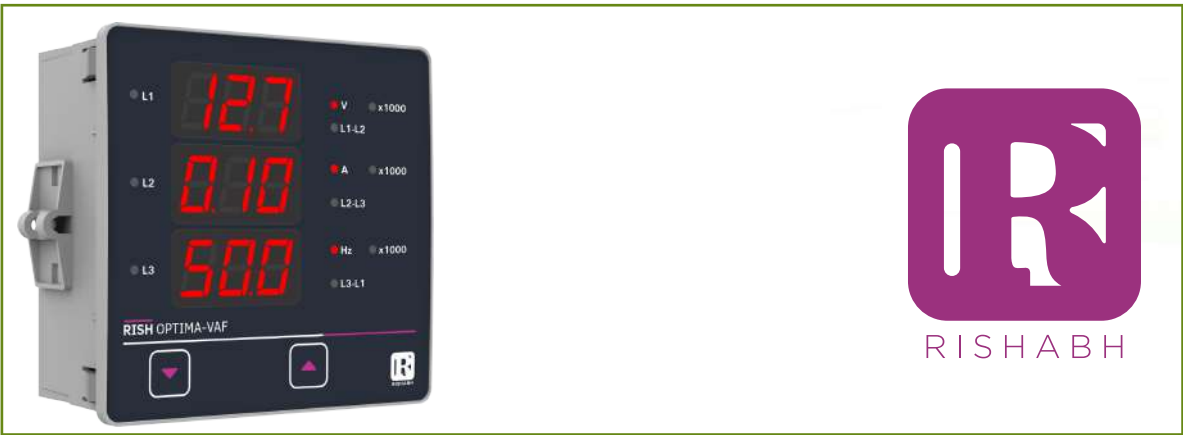 L1
12.7
V x1000
L1-L2
L2
0.10
A x1000
L2-L3
L3
50.0
Hz x1000
L3-L1
RISH OPTIMA-VAF
R
RISHABH
R
RISHABH